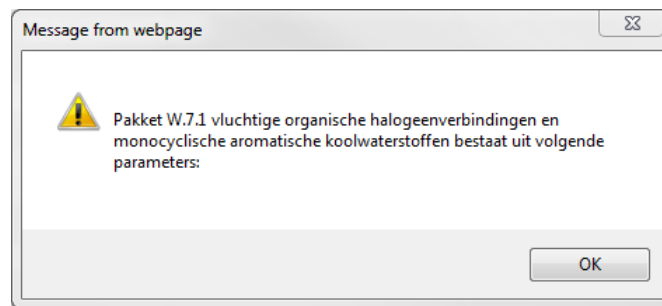 Message from webpage
Pakket W.7.1 vluchtige organische halogeenverbindingen en
monocyclische aromatische koolwaterstoffen bestaat uit volgende
parameters:
OK